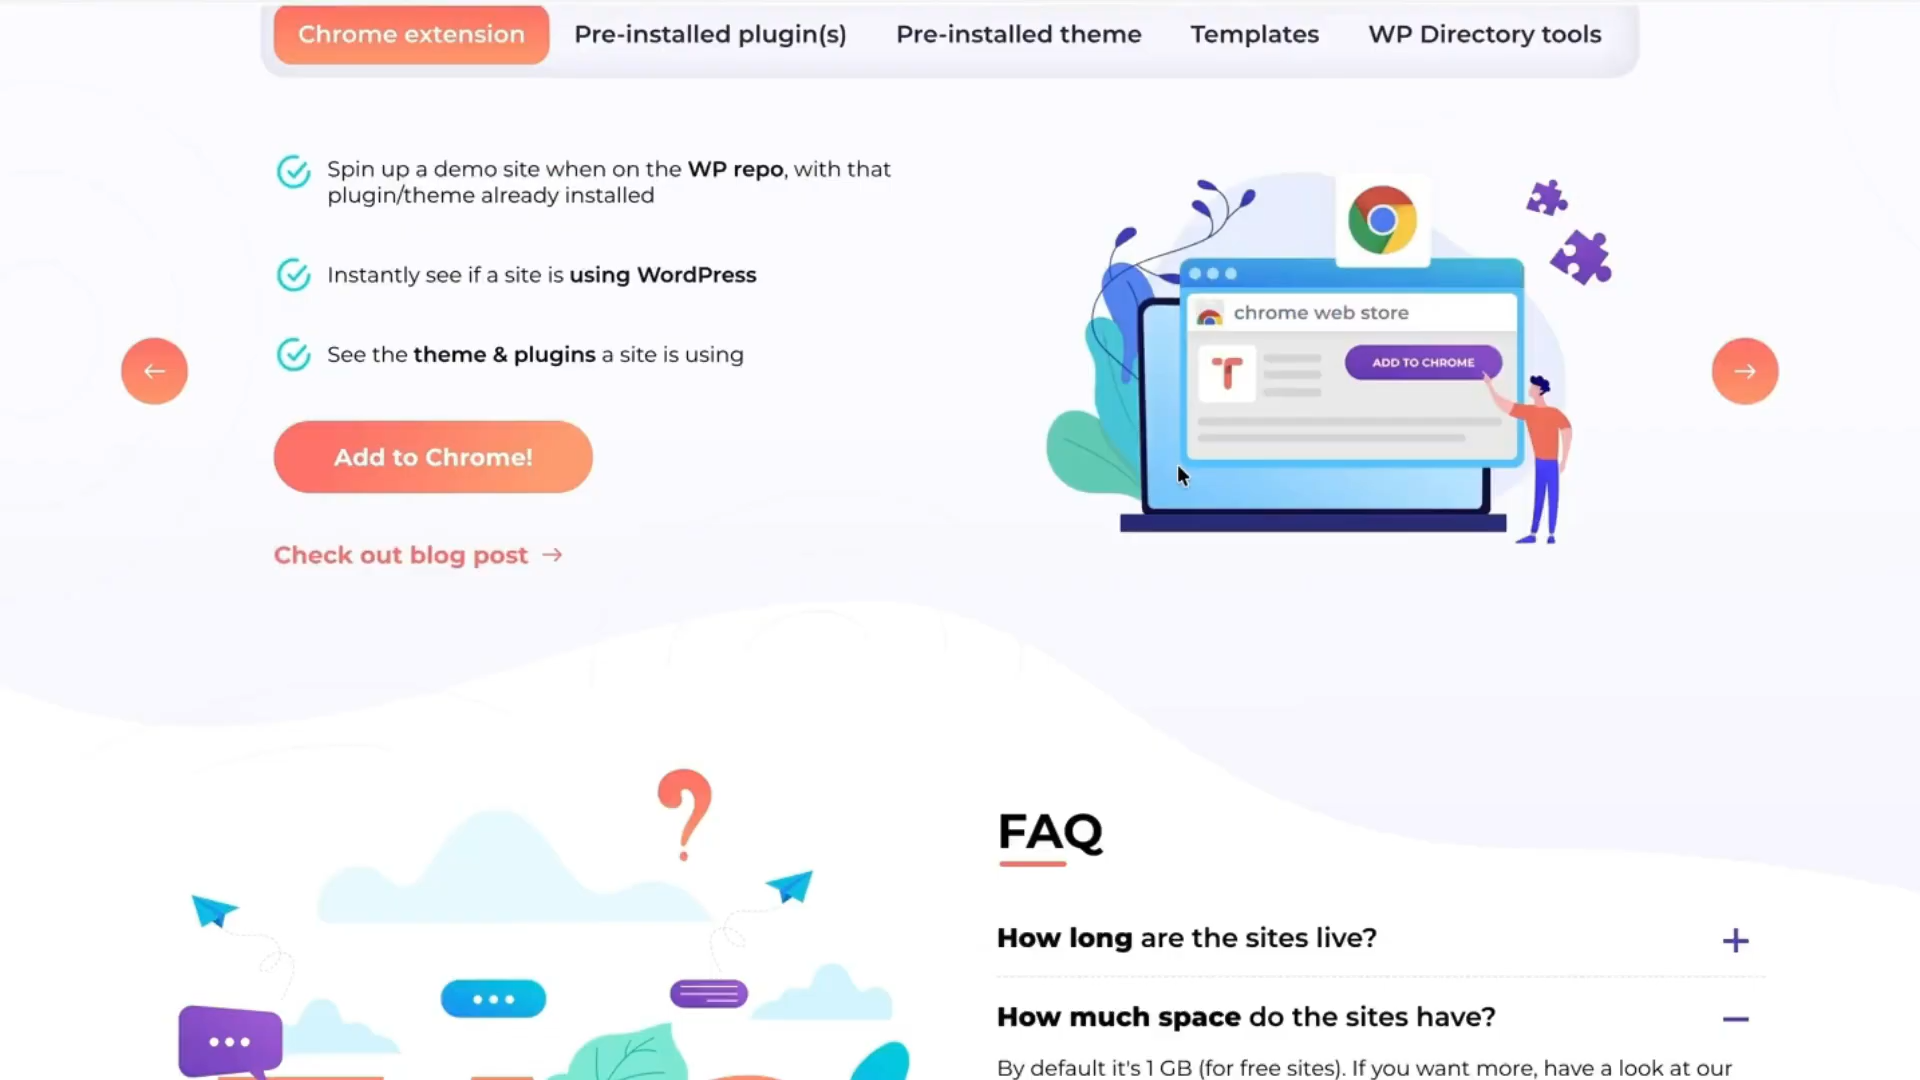 Chrome extension
Pre-installed plugin(s)
Pre-installed theme
Templates
WP Directory tools
Spin up a demo site when on the WP repo, with that
plugin/theme already installed
Instantly see if a site is using WordPress
See the theme & plugins a site is using
Add to Chrome!
Check out blog post
chrome web store
T
ADD TO CHROME
FAQ
How long are the sites live?
How much space do the sites have?
By default it's 1 GB (for free sites). If you want more, have a look at our